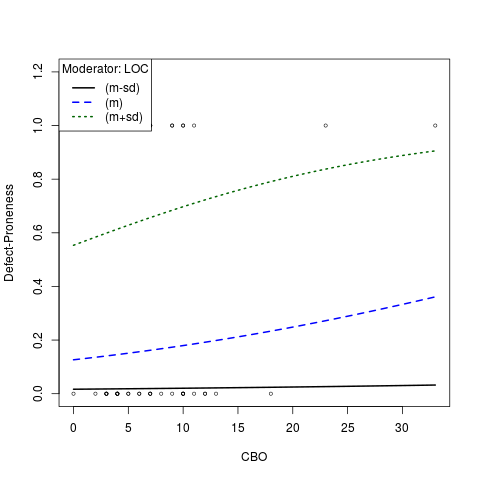 Moderator: LOC
(m-sd)
(m)
(m+sd)
Defect-Proneness
1.2
1.0
0.8
0.6
0.4
0.2
0.0
0 5 10 15 20 25 30
CBO